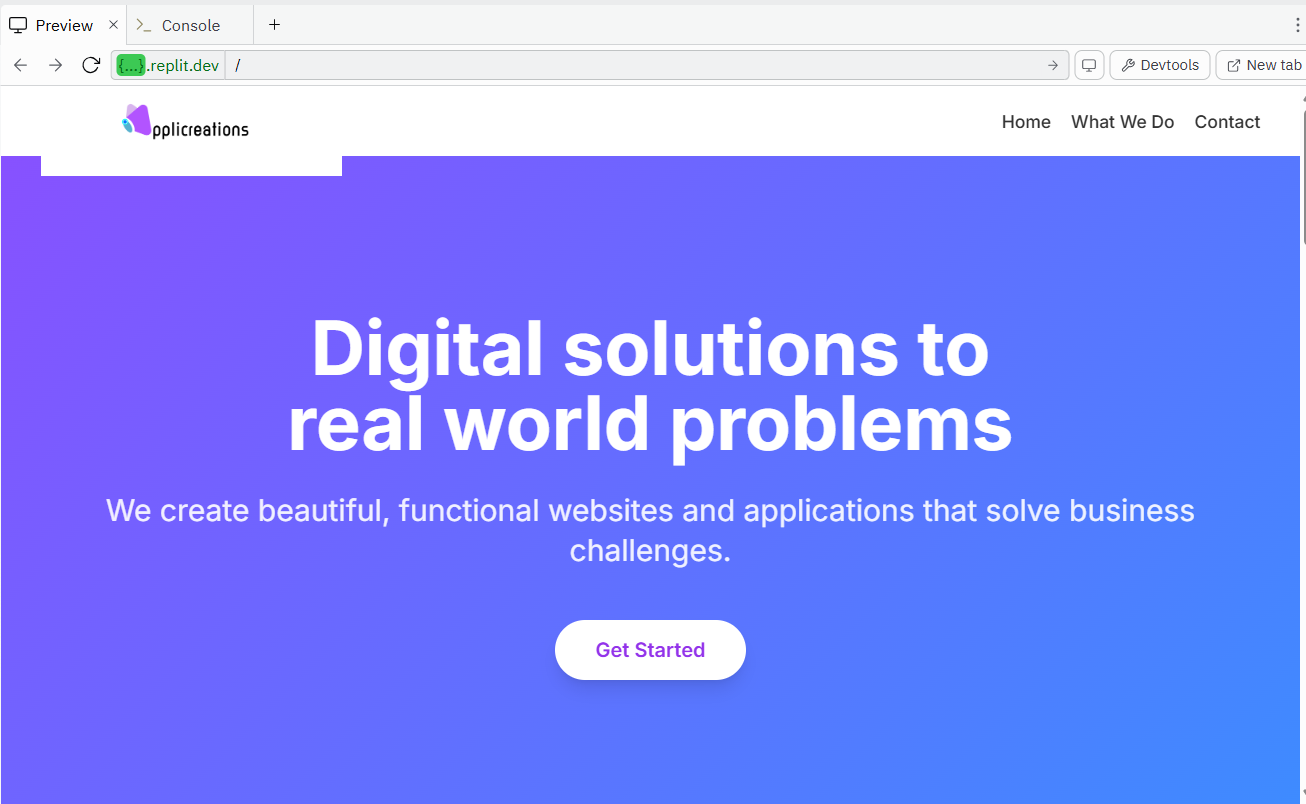 Preview
Console
{...}.replit.dev
/
Devtools
New tab
pplicreations
Home
What We Do
Contact
Digital solutions to
real world problems
We create beautiful, functional websites and applications that solve business
challenges.
Get Started